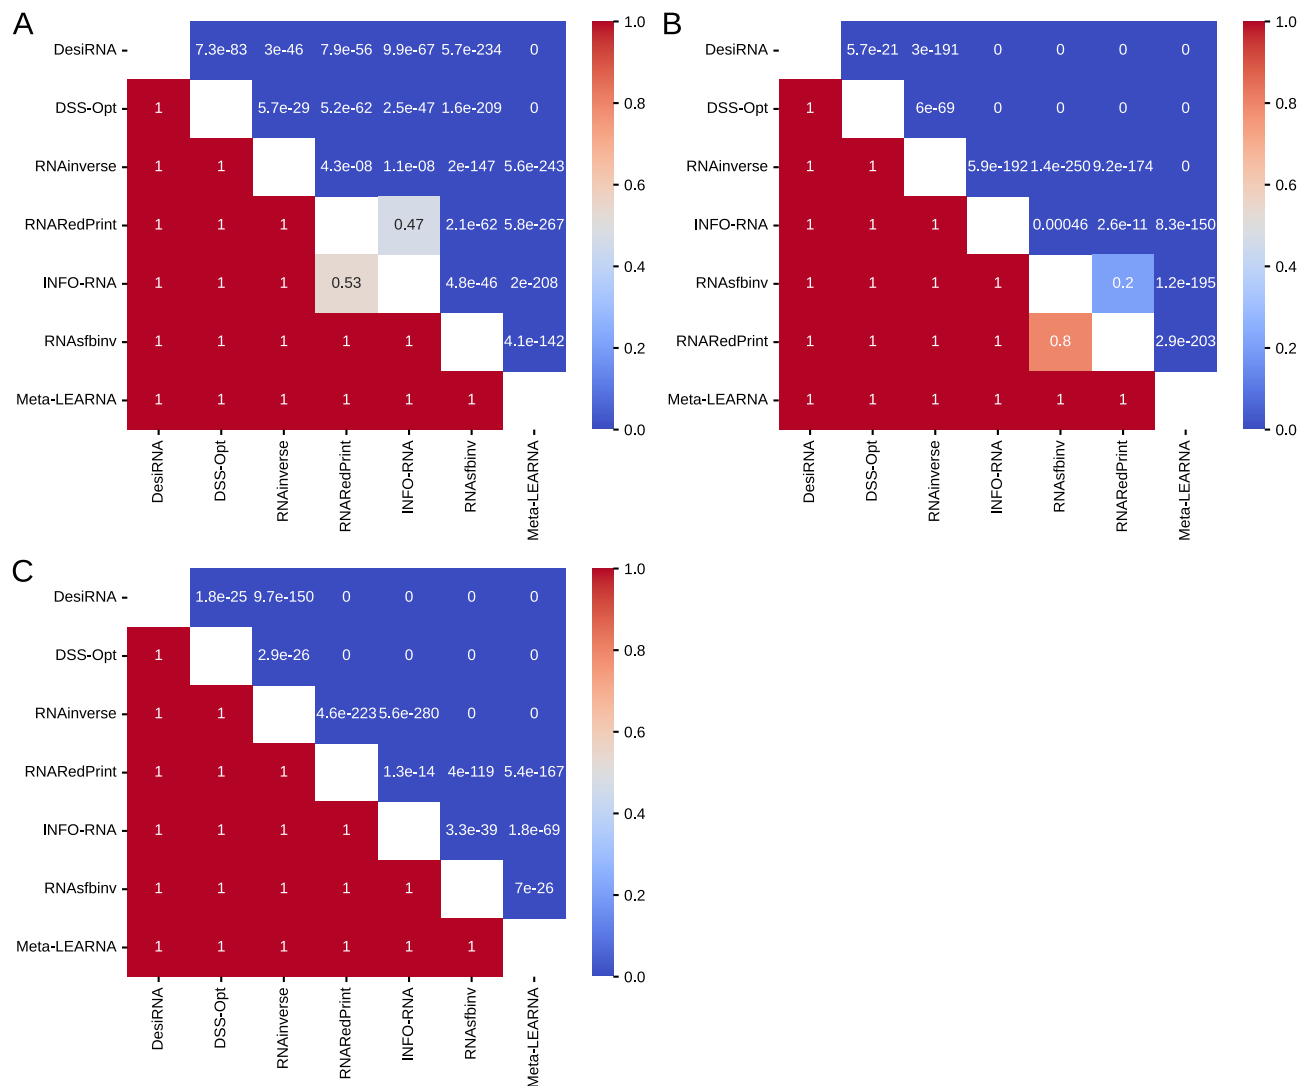 A
DesiRNA 7.3e-83 3e-46 7.9e-56 9.9e-67 5.7e-234 0
DSS-Opt 1 5.7e-29 5.2e-62 2.5e-47 1.6e-209 0
RNAinverse 1 1 4.3e-08 1.1e-08 2e-147 5.6e-243
RNARedPrint 1 1 1 0.47 2.1e-62 5.8e-267
INFO-RNA 1 1 1 0.53 4.8e-46 2e-208
RNAsfbinv 1 1 1 1 1 4.1e-142
Meta-LEARNA 1 1 1 1 1 1
DesiRNA DSS-Opt RNAinverse RNARedPrint INFO-RNA RNAsfbinv Meta-LEARNA
1.0
0.8
0.6
0.4
0.2
0.0
B
DesiRNA 5.7e-21 3e-191 0 0 0 0
DSS-Opt 1 6e-69 0 0 0 0
RNAinverse 1 1 5.9e-192 1.4e-250 9.2e-174 0
INFO-RNA 1 1 1 0.00046 2.6e-11 8.3e-150
RNAsfbinv 1 1 1 1 0.2 1.2e-195
RNARedPrint 1 1 1 1 0.8 2.9e-203
Meta-LEARNA 1 1 1 1 1 1
DesiRNA DSS-Opt RNAinverse INFO-RNA RNAsfbinv RNARedPrint Meta-LEARNA
1.0
0.8
0.6
0.4
0.2
0.0
C
DesiRNA 1.8e-25 9.7e-150 0 0 0 0
DSS-Opt 1 2.9e-26 0 0 0 0
RNAinverse 1 1 4.6e-223 5.6e-280 0 0
RNARedPrint 1 1 1 1.3e-14 4e-119 5.4e-167
INFO-RNA 1 1 1 1 3.3e-39 1.8e-69
RNAsfbinv 1 1 1 1 1 7e-26
Meta-LEARNA 1 1 1 1 1 1
DesiRNA DSS-Opt RNAinverse RNARedPrint INFO-RNA RNAsfbinv Meta-LEARNA
1.0
0.8
0.6
0.4
0.2
0.0